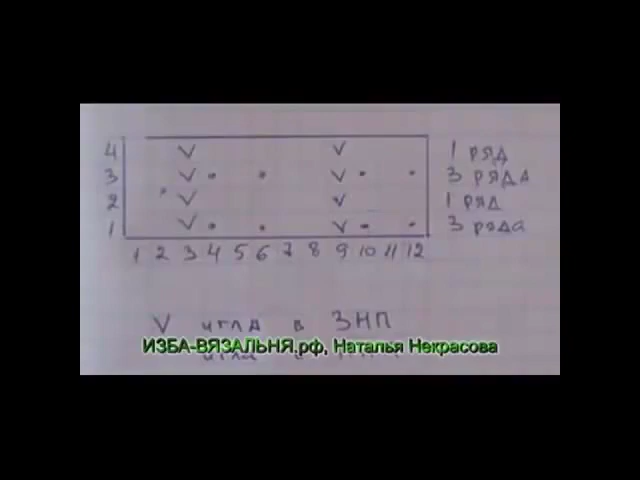 4 V V 1 ряд
3 V • • V • • 3 ряда
2 • V V 1 ряд
1 V • • V • • 3 ряда
1 2 3 4 5 6 7 8 9 10 11 12
V игла в ЗНП
ИЗБА-ВЯЗАЛЬНЯ.рф, Наталья Некрасова